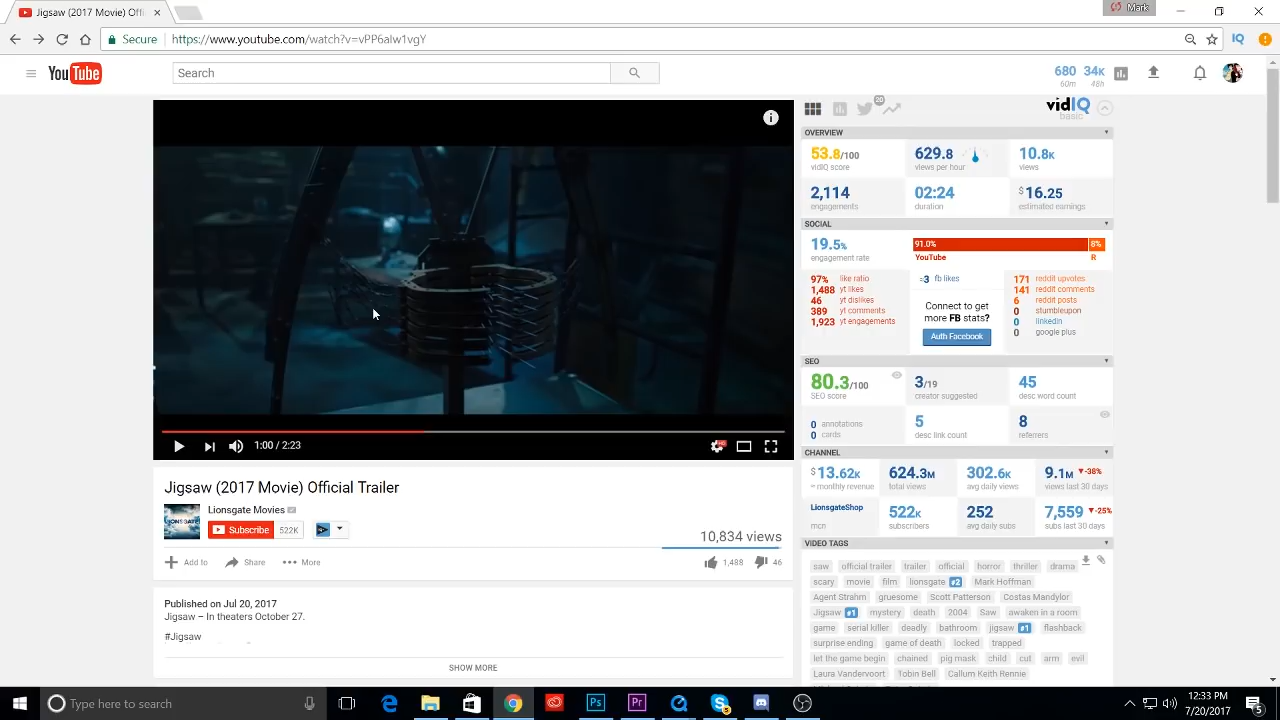 Jigsaw (2017 Movie) Offi
Mark
Secure
https://www.youtube.com/watch?v=vPP6aIw1vgY
IQ
YouTube
Search
680 34K
60m 48h
20
vidIQ
basic
OVERVIEW
53.8/100
vidIQ score
629.8
views per hour
10.8K
views
2,114
engagements
02:24
duration
$ 16.25
estimated earnings
SOCIAL
19.5%
engagement rate
91.0% 8%
YouTube R
97% like ratio
1,488 yt likes
46 yt dislikes
389 yt comments
1,923 yt engagements
≈3 fb likes
Connect to get
more FB stats?
Auth Facebook
171 reddit upvotes
141 reddit comments
6 reddit posts
0 stumbleupon
0 linkedin
0 google plus
SEO
80.3/100
SEO score
3/19
creator suggested
45
desc word count
0 annotations
0 cards
5
desc link count
8
referrers
CHANNEL
$ 13.62K
≈ monthly revenue
624.3M
total views
302.6K
avg daily views
9.1M -38%
views last 30 days
LionsgateShop
mcn
522K
subscribers
252
avg daily subs
7,559 -25%
subs last 30 days
VIDEO TAGS
saw official trailer trailer official horror thriller drama
scary movie film lionsgate #2 Mark Hoffman
Agent Strahm gruesome Scott Patterson Costas Mandylor
Jigsaw #1 mystery death 2004 Saw awaken in a room
game serial killer deadly bathroom jigsaw #1 flashback
surprise ending game of death locked trapped
let the game begin chained pig mask child cut arm evil
Laura Vandervoort Tobin Bell Callum Keith Rennie
1:00 / 2:23
HD
Jigsaw (2017 Movie) Official Trailer
LIONSGATE
Lionsgate Movies
Subscribe 522K
10,834 views
Add to Share More
1,488 46
Published on Jul 20, 2017
Jigsaw – In theaters October 27.
#Jigsaw
SHOW MORE
Type here to search
Ps
Pr
12:33 PM
7/20/2017
5